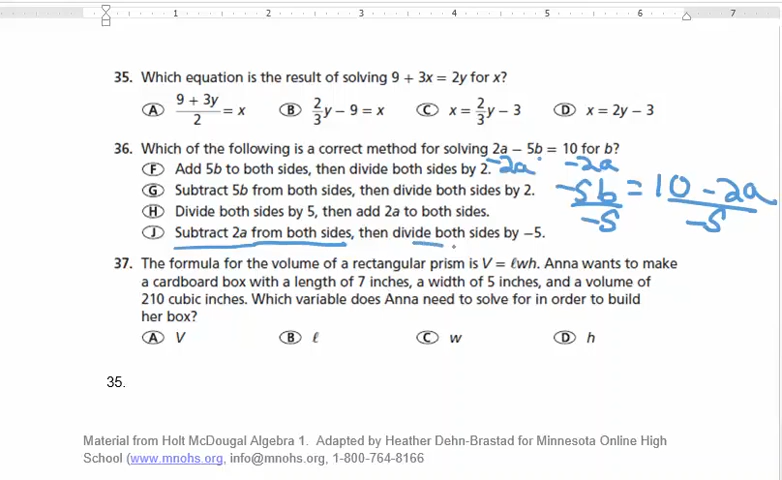 1 2 3 4 5 6 7
35. Which equation is the result of solving 9 + 3x = 2y for x?
A (9 + 3y)/2 = x B 2/3 y − 9 = x C x = 2/3 y − 3 D x = 2y − 3
36. Which of the following is a correct method for solving 2a − 5b = 10 for b?
F Add 5b to both sides, then divide both sides by 2. -2a -2a
G Subtract 5b from both sides, then divide both sides by 2. -5b = 10 - 2a
H Divide both sides by 5, then add 2a to both sides. -5 -5
J Subtract 2a from both sides, then divide both sides by −5.
37. The formula for the volume of a rectangular prism is V = ℓwh. Anna wants to make
a cardboard box with a length of 7 inches, a width of 5 inches, and a volume of
210 cubic inches. Which variable does Anna need to solve for in order to build
her box?
A V B ℓ C w D h
35.
Material from Holt McDougal Algebra 1. Adapted by Heather Dehn-Brastad for Minnesota Online High
School (www.mnohs.org, info@mnohs.org, 1-800-764-8166